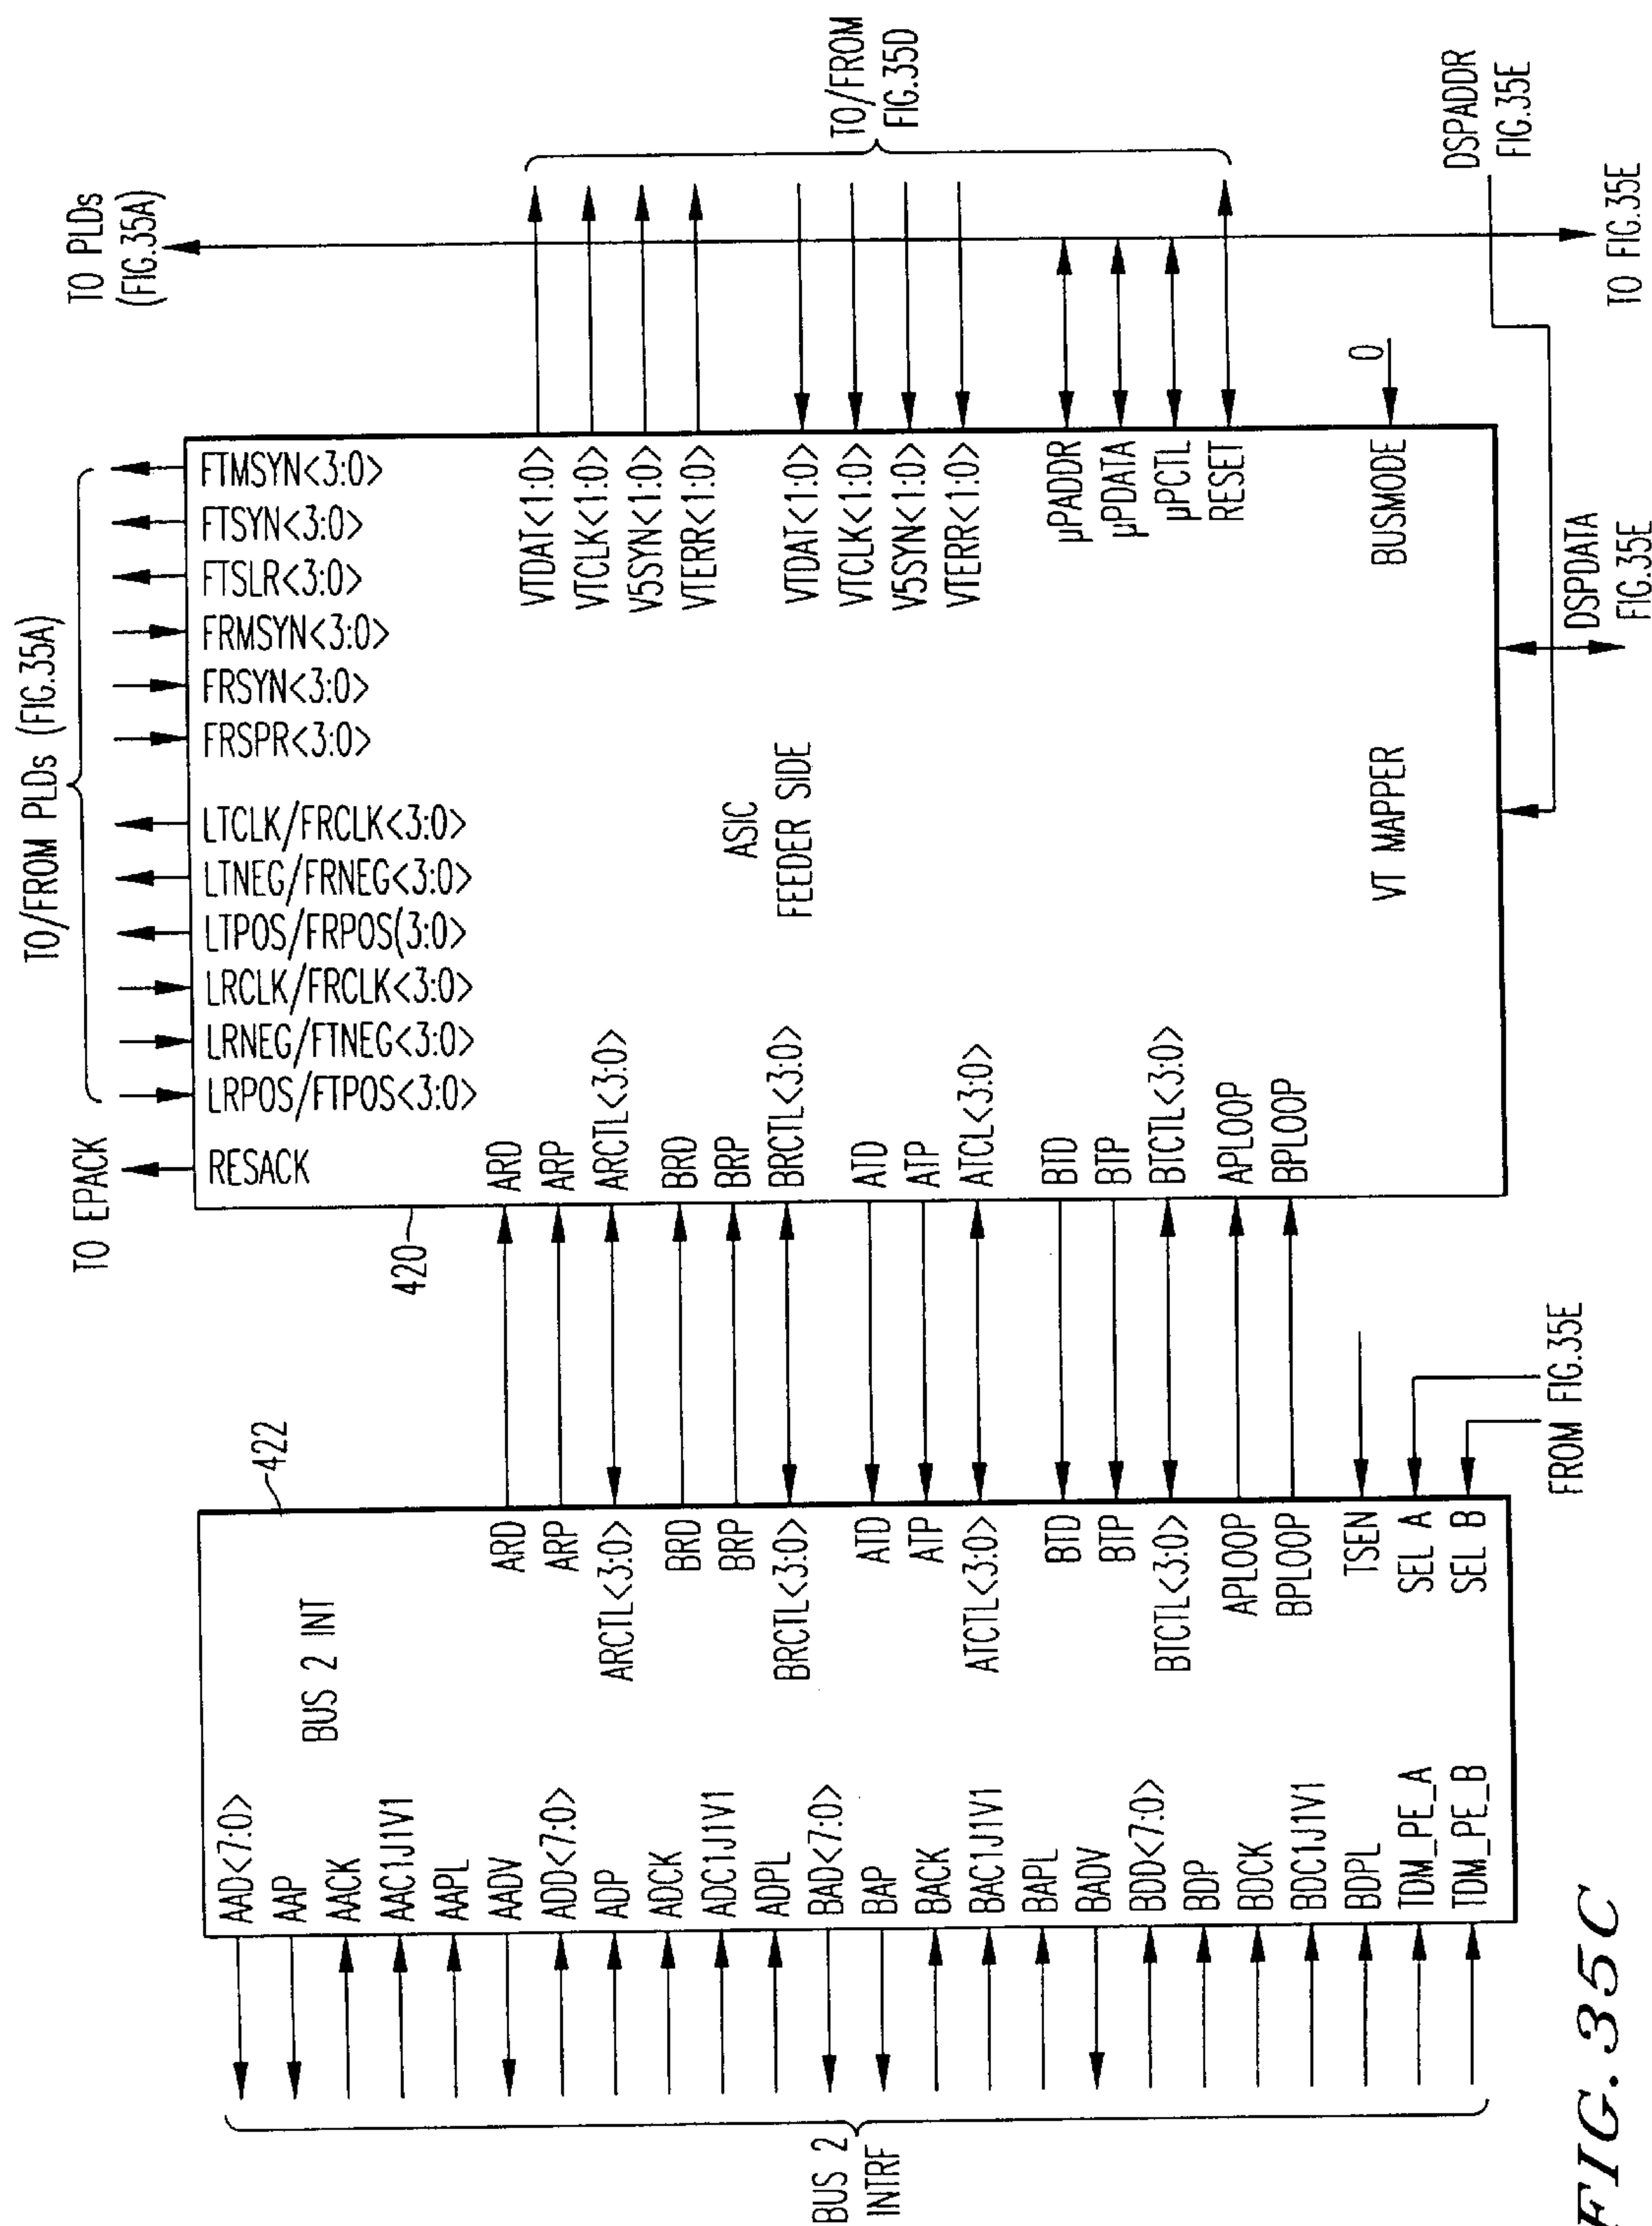 TO PLDs
(FIG.35A)
TO/FROM PLDs (FIG.35A)
TO EPACK
FTMSYN<3:0>
FTSYN<3:0>
FTSLR<3:0>
FRMSYN<3:0>
FRSYN<3:0>
FRSPR<3:0>
LTCLK/FRCLK<3:0>
LTNEG/FRNEG<3:0>
LTPOS/FRPOS(3:0>
LRCLK/FRCLK<3:0>
LRNEG/FTNEG<3:0>
LRPOS/FTPOS<3:0>
RESACK
VTDAT<1:0>
VTCLK<1:0>
V5SYN<1:0>
VTERR<1:0>
VTDAT<1:0>
VTCLK<1:0>
V5SYN<1:0>
VTERR<1:0>
µPADDR
µPDATA
µPCTL
RESET
BUSMODE
0
TO/FROM
FIG.35D
DSPADDR
FIG.35E
TO FIG.35E
DSPDATA
FIG.35E
ASIC
FEEDER SIDE
VT MAPPER
420
ARD
ARP
ARCTL<3:0>
BRD
BRP
BRCTL<3:0>
ATD
ATP
ATCL<3:0>
BTD
BTP
BTCTL<3:0>
APLOOP
BPLOOP
422
BUS 2 INT
ARD
ARP
ARCTL<3:0>
BRD
BRP
BRCTL<3:0>
ATD
ATP
ATCTL<3:0>
BTD
BTP
BTCTL<3:0>
APLOOP
BPLOOP
TSEN
SEL A
SEL B
FROM FIG.35E
AAD<7:0>
AAP
AACK
AAC1J1V1
AAPL
AADV
ADD<7:0>
ADP
ADCK
ADC1J1V1
ADPL
BAD<7:0>
BAP
BACK
BAC1J1V1
BAPL
BADV
BDD<7:0>
BDP
BDCK
BDC1J1V1
BDPL
TDM_PE_A
TDM_PE_B
BUS 2
INTRF
FIG.35C